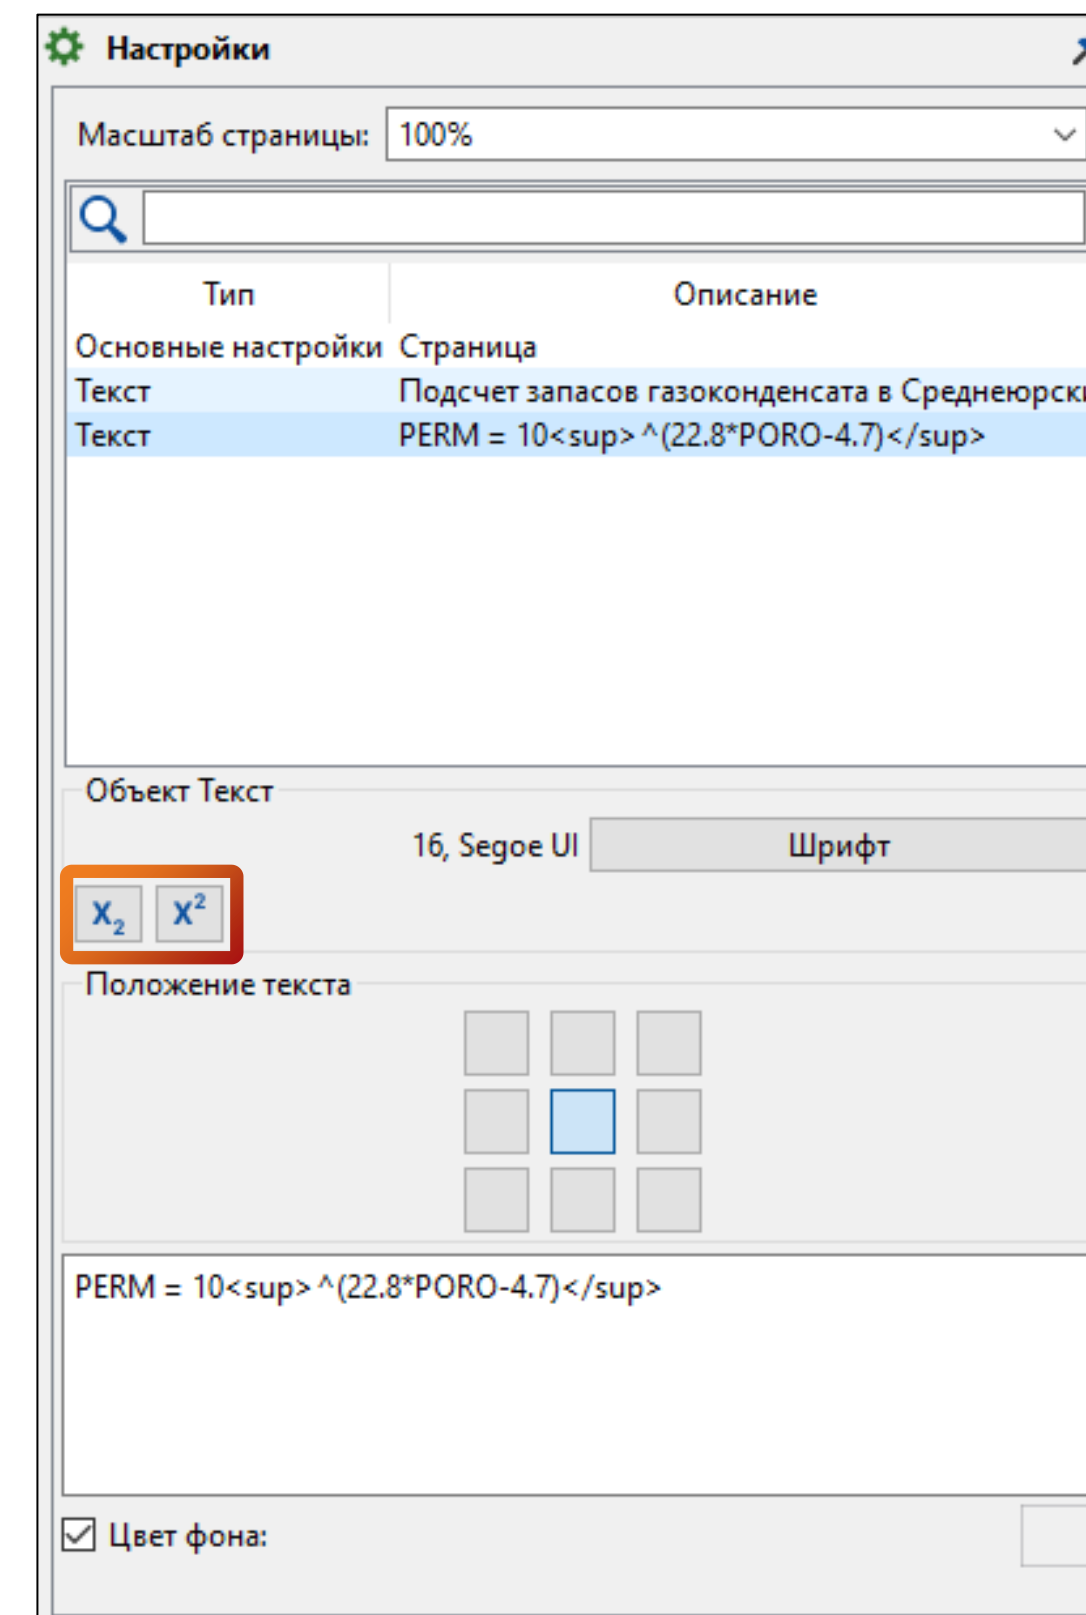 Настройки
Масштаб страницы: 100%
Тип Описание
Основные настройки Страница
Текст Подсчет запасов газоконденсата в
Текст PERM = 10<sup>^(22.8*PORO-4.7)</sup>
Объект Текст
16, Segoe UI Шрифт
X₂ X²
Положение текста
PERM = 10<sup>^(22.8*PORO-4.7)</sup>
Цвет фона: